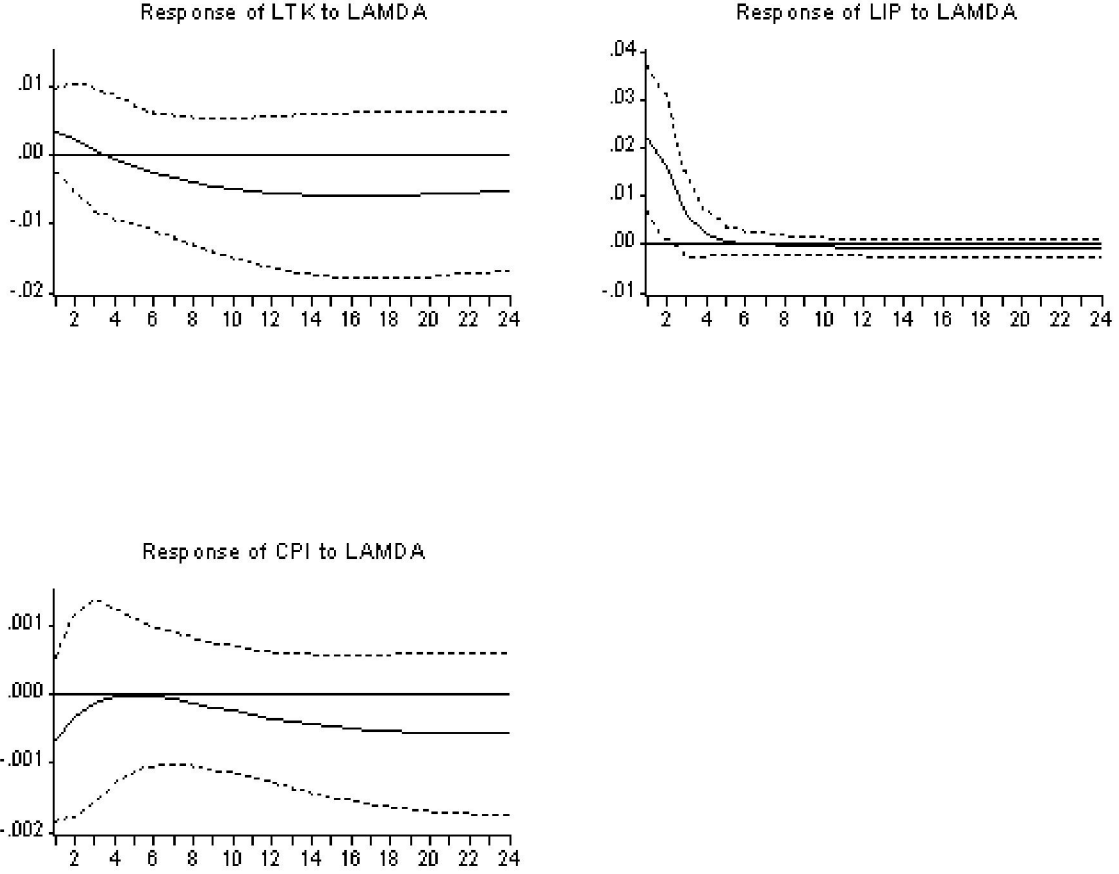 Response of LTK to LAMDA
.01
.00
-.01
-.02
2 4 6 8 10 12 14 16 18 20 22 24
Response of LIP to LAMDA
.04
.03
.02
.01
.00
-.01
2 4 6 8 10 12 14 16 18 20 22 24
Response of CPI to LAMDA
.001
.000
-.001
-.002
2 4 6 8 10 12 14 16 18 20 22 24